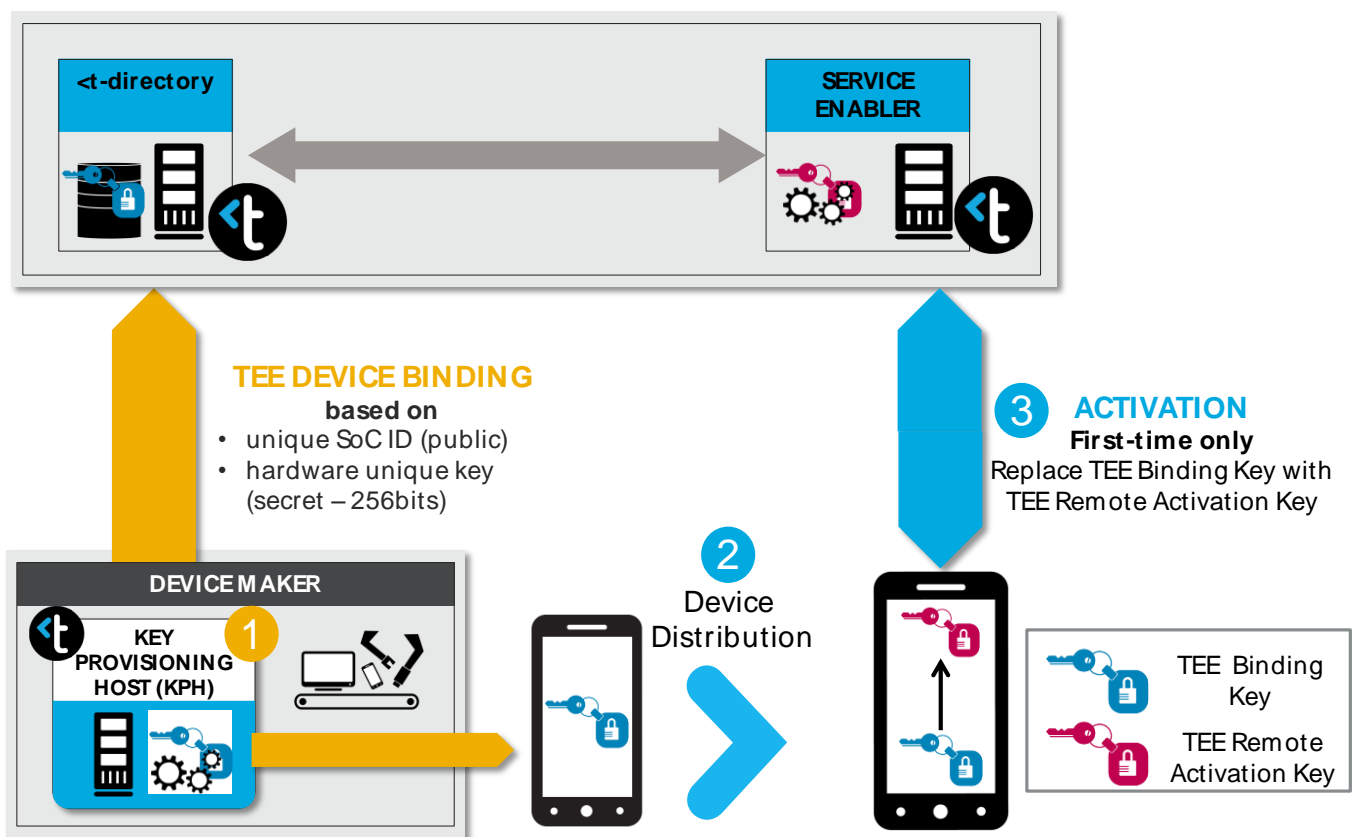 <t-directory
SERVICE
ENABLER
t
t
TEE DEVICE BINDING
based on
• unique SoC ID (public)
• hardware unique key
(secret – 256bits)
3 ACTIVATION
First-time only
Replace TEE Binding Key with
TEE Remote Activation Key
DEVICE MAKER
t
1
KEY
PROVISIONING
HOST (KPH)
2
Device
Distribution
TEE Binding
Key
TEE Remote
Activation Key